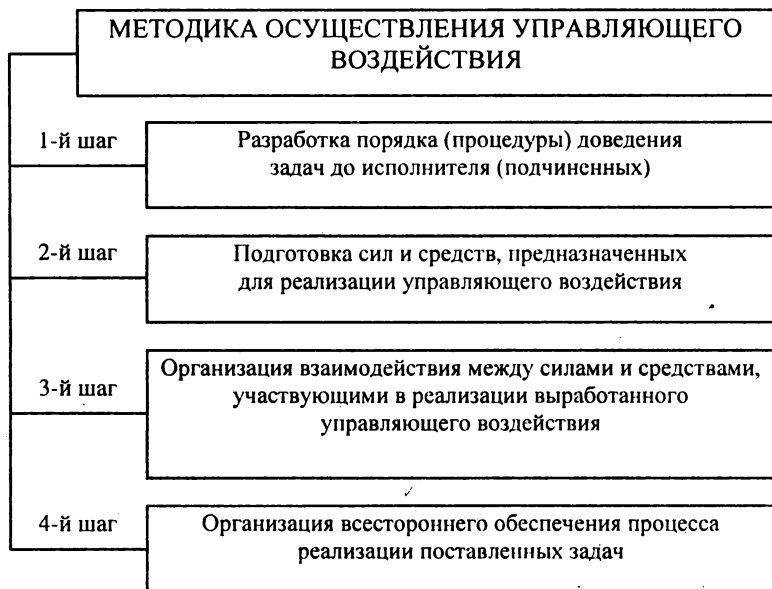 МЕТОДИКА ОСУЩЕСТВЛЕНИЯ УПРАВЛЯЮЩЕГО
ВОЗДЕЙСТВИЯ
1-й шаг
Разработка порядка (процедуры) доведения
задач до исполнителя (подчиненных)
2-й шаг
Подготовка сил и средств, предназначенных
для реализации управляющего воздействия
3-й шаг
Организация взаимодействия между силами и средствами,
участвующими в реализации выработанного
управляющего воздействия
4-й шаг
Организация всестороннего обеспечения процесса
реализации поставленных задач